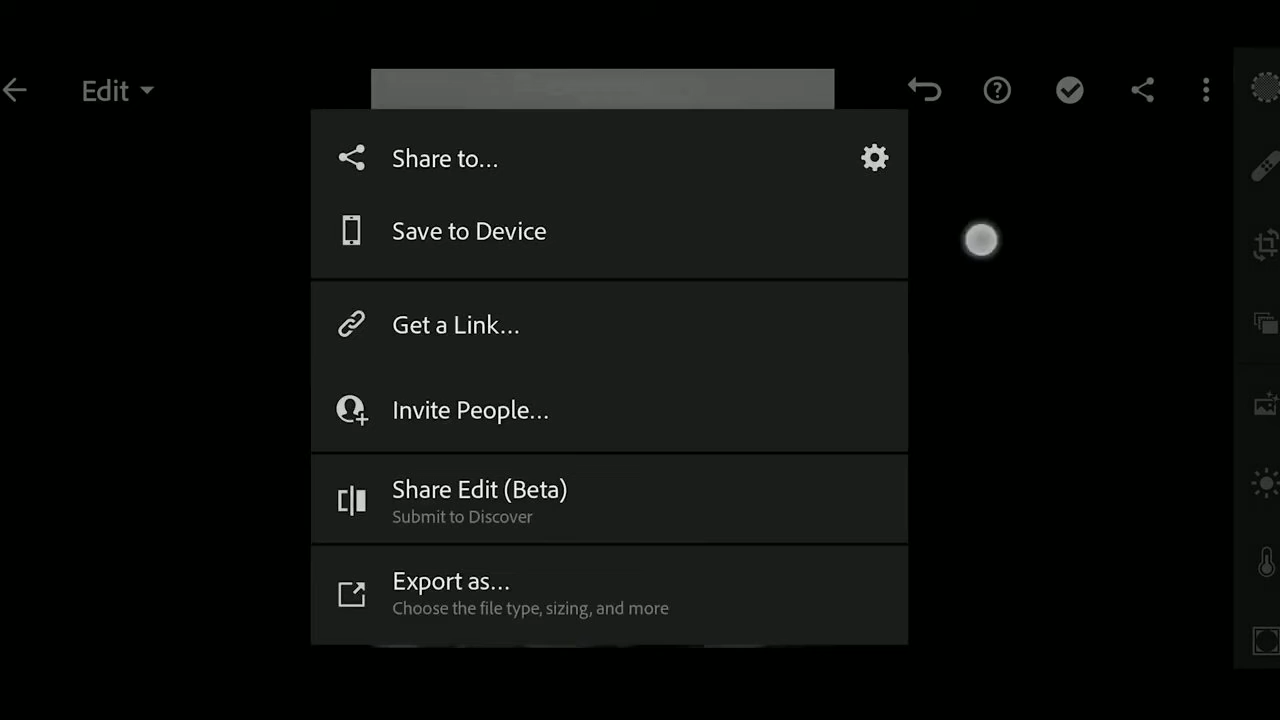 Edit
Share to...
Save to Device
Get a Link...
Invite People...
Share Edit (Beta)
Submit to Discover
Export as...
Choose the file type, sizing, and more